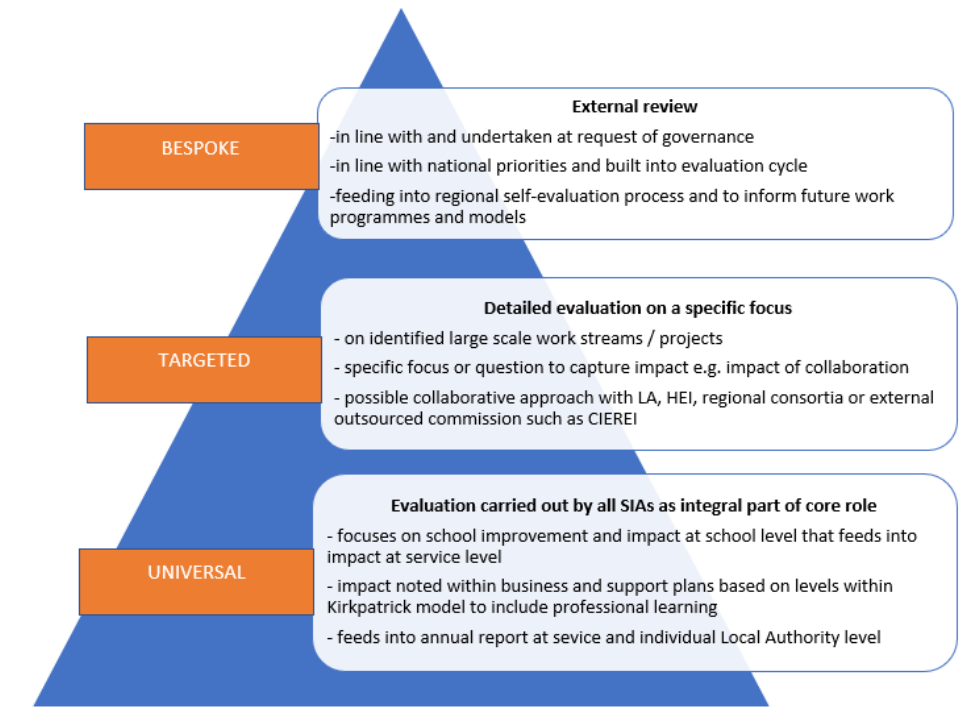 BESPOKE
External review
-in line with and undertaken at request of governance
-in line with national priorities and built into evaluation cycle
-feeding into regional self-evaluation process and to inform future work
programmes and models
TARGETED
Detailed evaluation on a specific focus
- on identified large scale work streams / projects
- specific focus or question to capture impact e.g. impact of collaboration
- possible collaborative approach with LA, HEI, regional consortia or external
outsourced commission such as CIEREI
UNIVERSAL
Evaluation carried out by all SIAs as integral part of core role
- focuses on school improvement and impact at school level that feeds into
impact at service level
- impact noted within business and support plans based on levels within
Kirkpatrick model to include professional learning
- feeds into annual report at sevice and individual Local Authority level